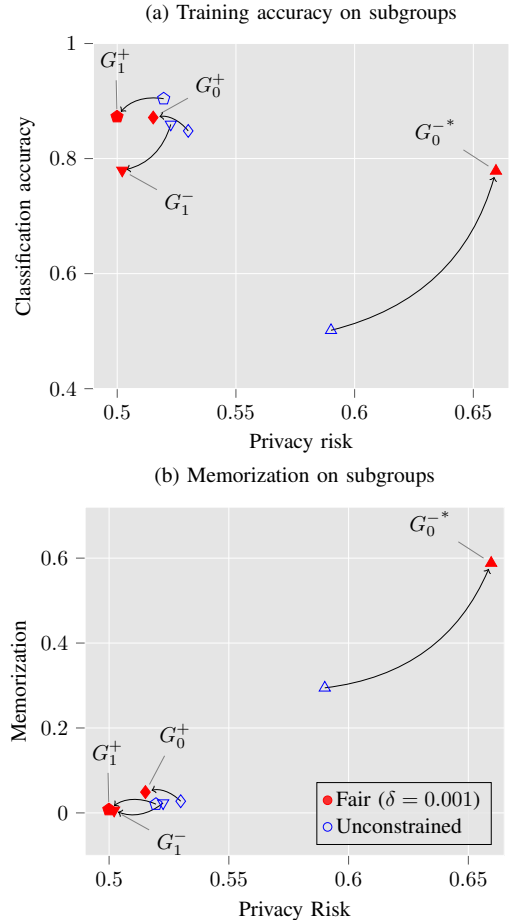 (a) Training accuracy on subgroups
1
0.8
0.6
0.4
Classification accuracy
G₁⁺
G₀⁺
G₀⁻*
G₁⁻
0.5 0.55 0.6 0.65
Privacy risk
(b) Memorization on subgroups
0.6
0.4
0.2
0
Memorization
G₀⁻*
G₁⁺
G₀⁺
G₁⁻
Fair (δ = 0.001)
Unconstrained
0.5 0.55 0.6 0.65
Privacy Risk